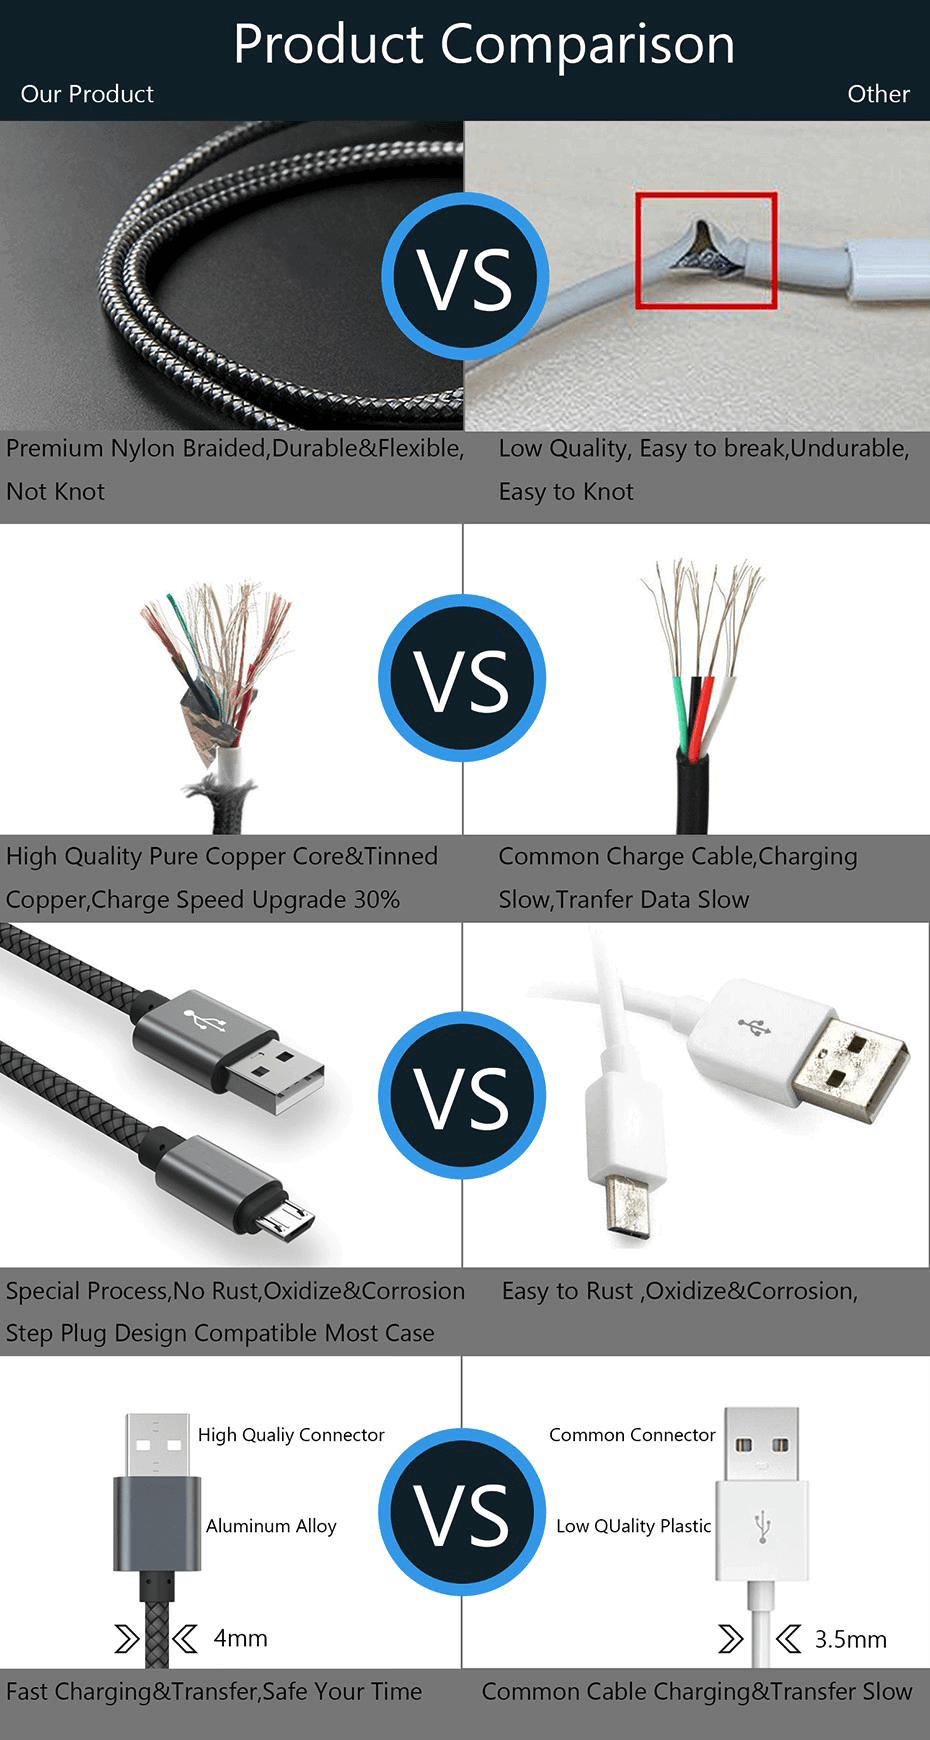 Product Comparison
Our Product
Other
VS
Premium Nylon Braided,Durable&Flexible,
Not Knot
Low Quality, Easy to break,Undurable,
Easy to Knot
VS
High Quality Pure Copper Core&Tinned
Copper,Charge Speed Upgrade 30%
Common Charge Cable,Charging
Slow,Tranfer Data Slow
VS
Special Process,No Rust,Oxidize&Corrosion
Step Plug Design Compatible Most Case
Easy to Rust ,Oxidize&Corrosion,
High Qualiy Connector
Aluminum Alloy
4mm
VS
Common Connector
Low QUality Plastic
3.5mm
Fast Charging&Transfer,Safe Your Time
Common Cable Charging&Transfer Slow